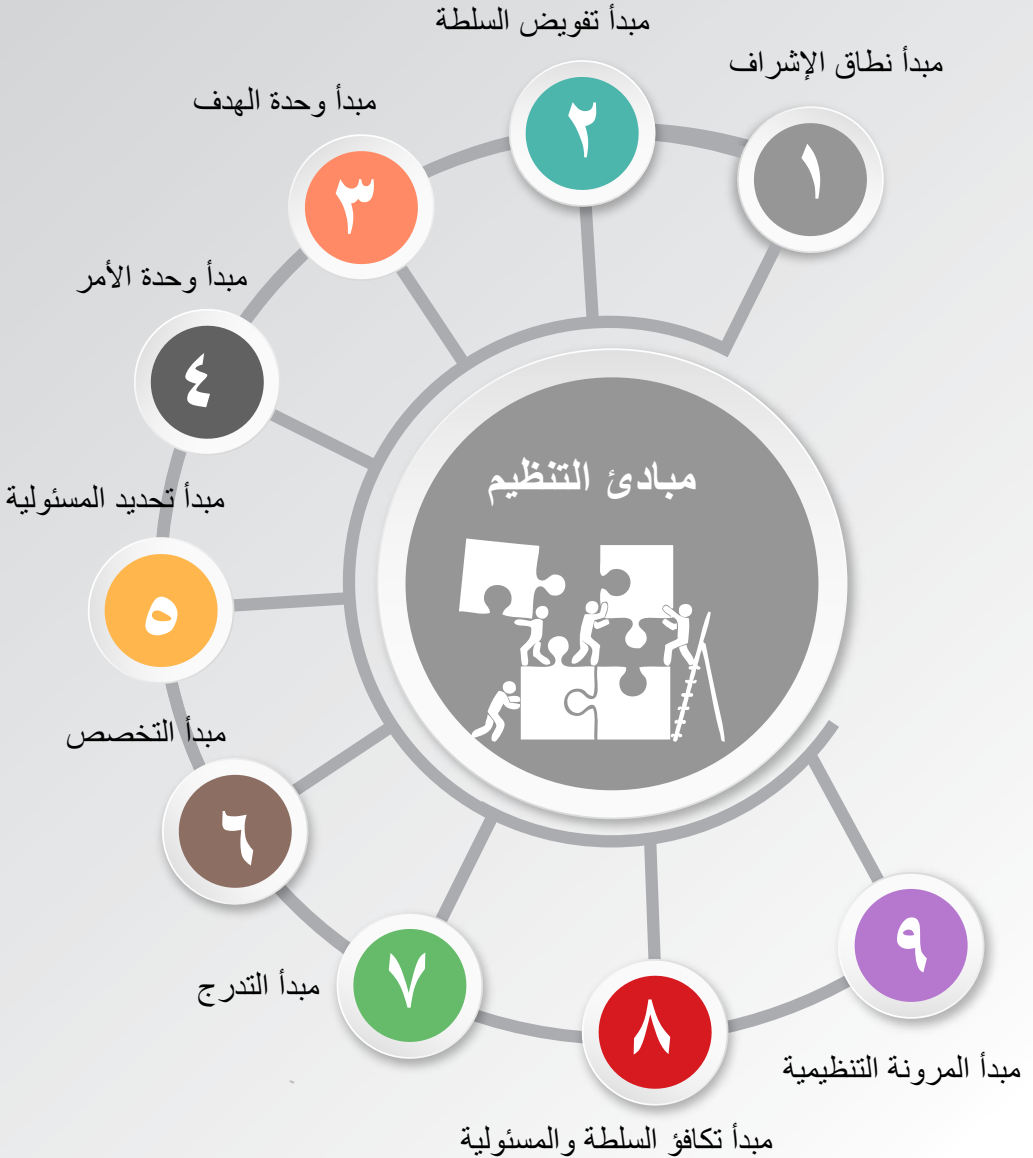 مبادئ التنظيم
مبدأ نطاق الإشراف
١
مبدأ تفويض السلطة
٢
مبدأ وحدة الهدف
٣
مبدأ وحدة الأمر
٤
مبدأ تحديد المسئولية
٥
مبدأ التخصص
٦
مبدأ التدرج
٧
مبدأ تكافؤ السلطة والمسئولية
٨
مبدأ المرونة التنظيمية
٩